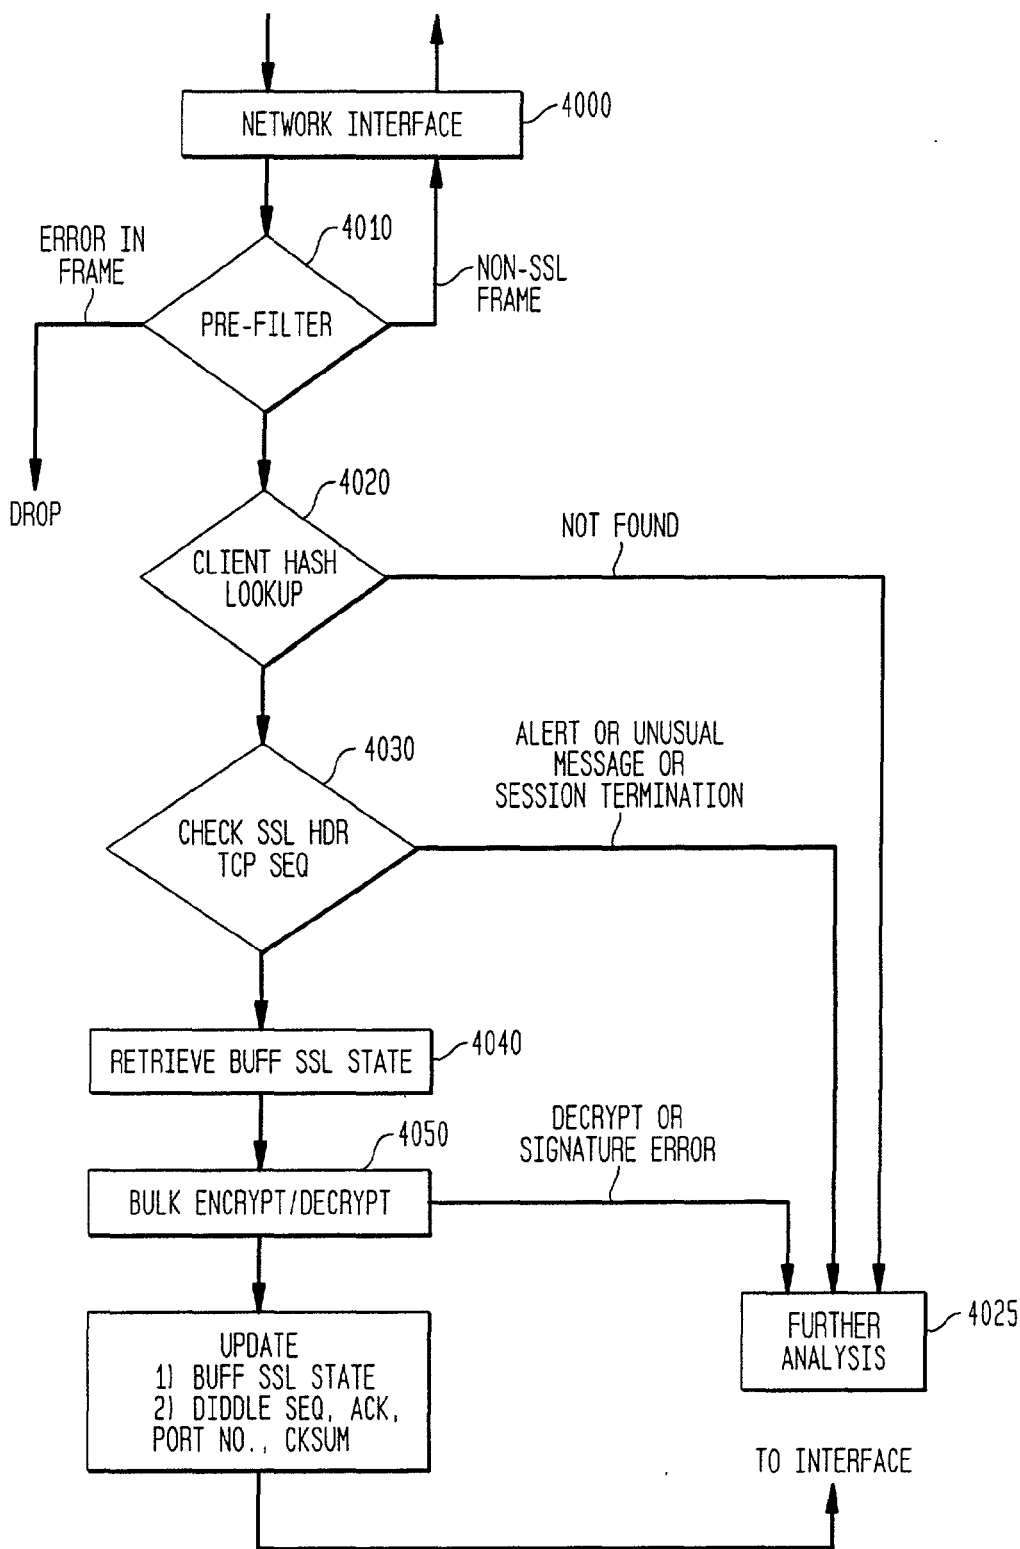 NETWORK INTERFACE
4000
4010
ERROR IN
FRAME
PRE-FILTER
NON-SSL
FRAME
DROP
4020
CLIENT HASH
LOOKUP
NOT FOUND
4030
CHECK SSL HDR
TCP SEQ
ALERT OR UNUSUAL
MESSAGE OR
SESSION TERMINATION
RETRIEVE BUFF SSL STATE
4040
4050
BULK ENCRYPT/DECRYPT
DECRYPT OR
SIGNATURE ERROR
UPDATE
1) BUFF SSL STATE
2) DIDDLE SEQ, ACK,
PORT NO., CKSUM
FURTHER
ANALYSIS
4025
TO INTERFACE